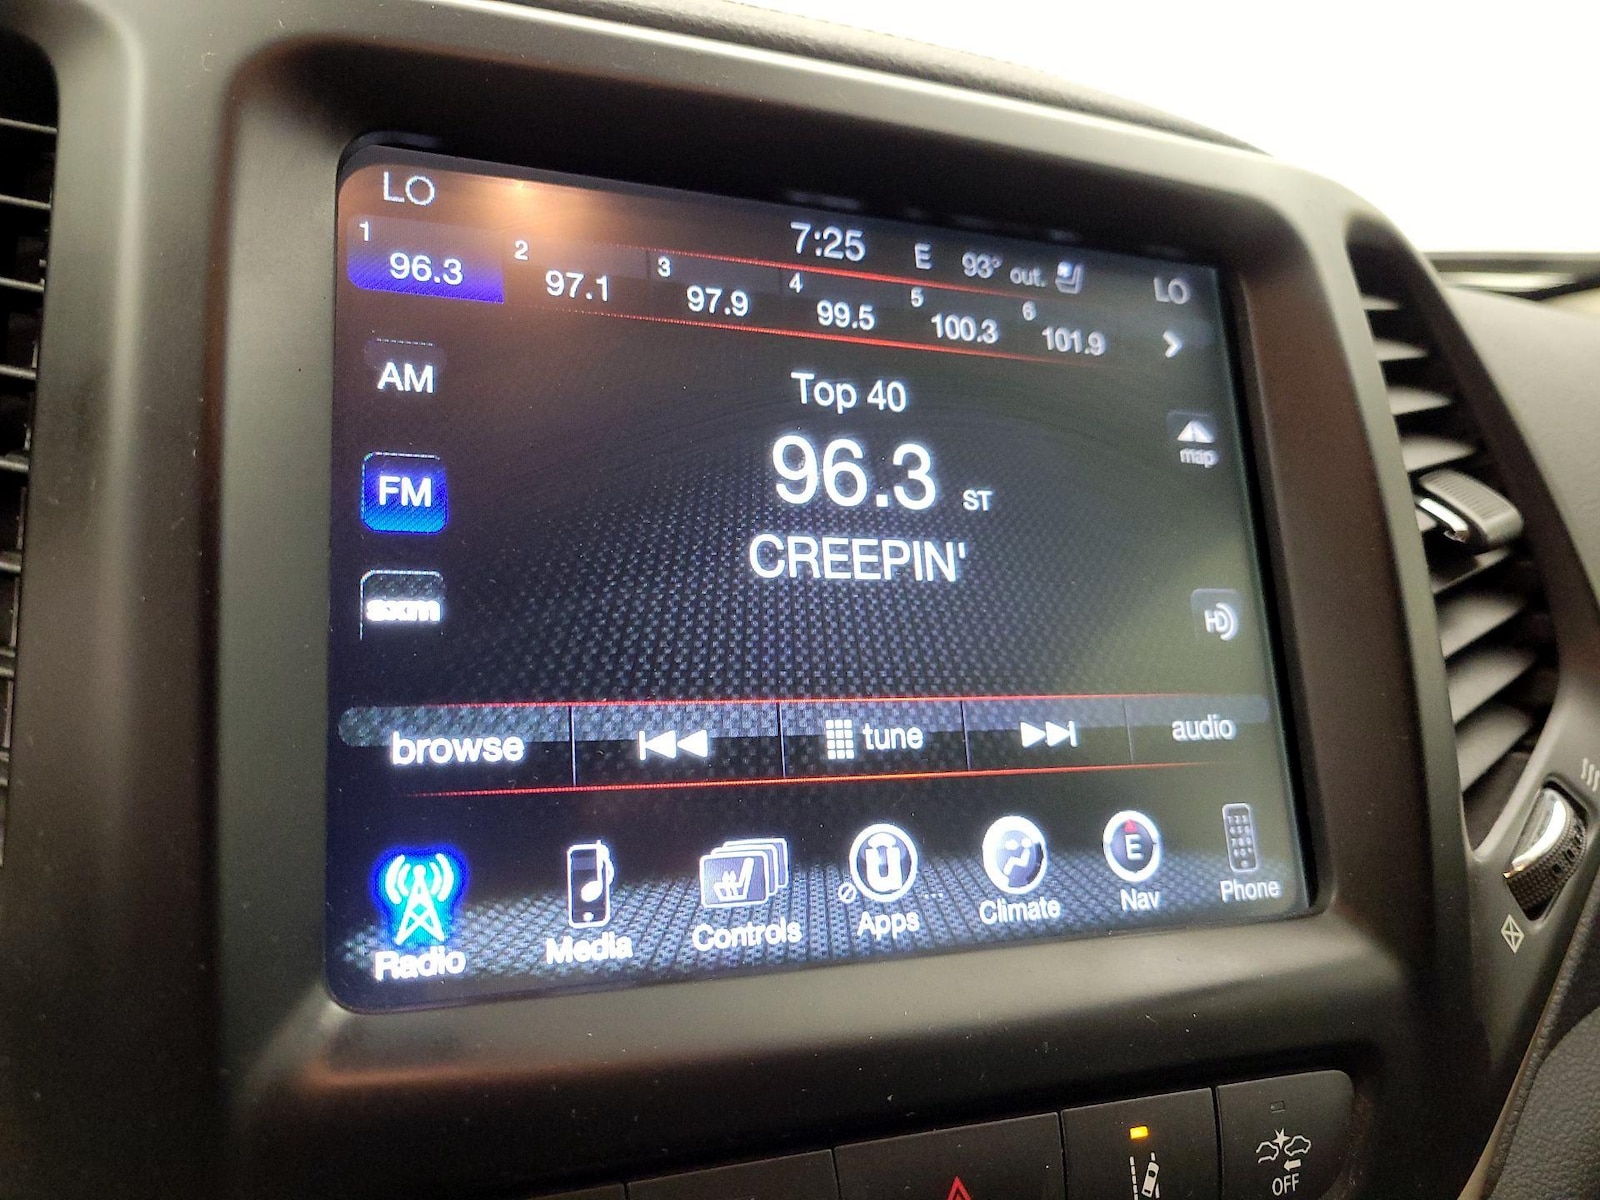 LO
7:25 E 93° out. LO
1 96.3 2 97.1 3 97.9 4 99.5 5 100.3 6 101.9
AM
Top 40
map
96.3 ST
FM
CREEPIN'
sxm
HD
browse tune audio
Radio Media Controls Apps Climate Nav Phone
E
OFF